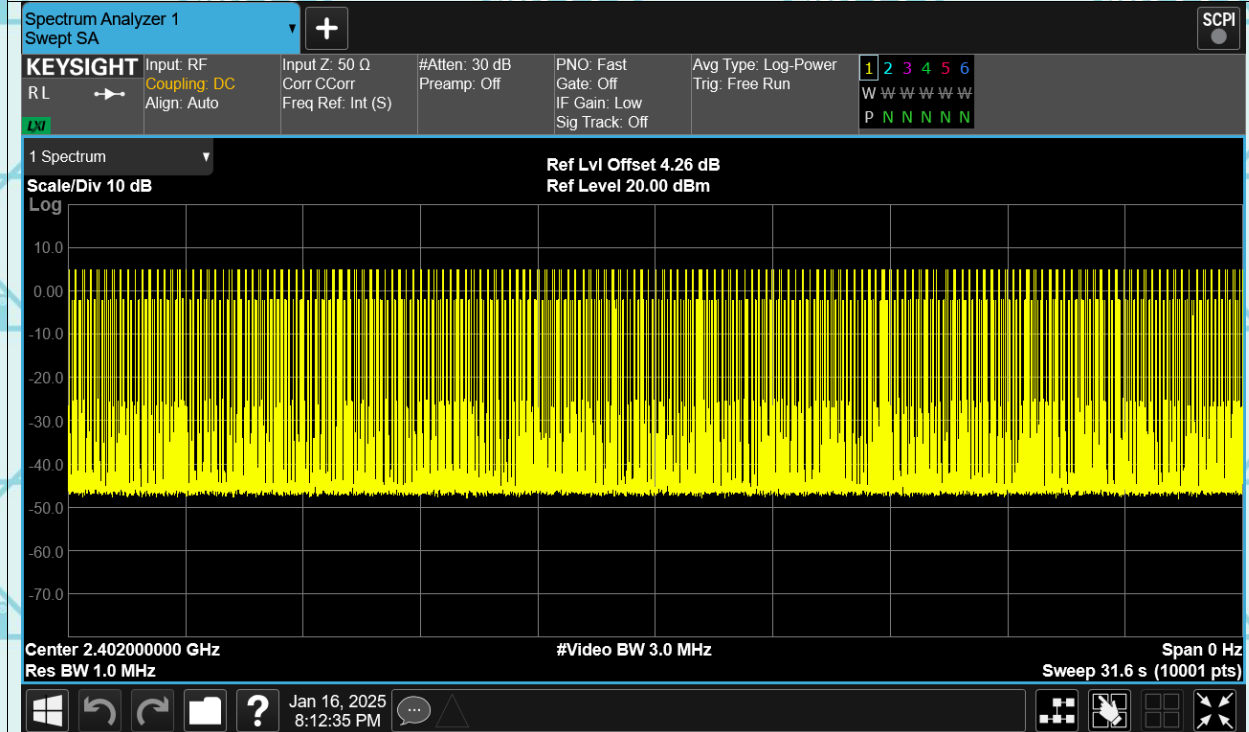 Spectrum Analyzer 1
Swept SA
SCPI
KEYSIGHT
R L
LXI
Input: RF
Coupling: DC
Align: Auto
Input Z: 50 Ω
Corr CCorr
Freq Ref: Int (S)
#Atten: 30 dB
Preamp: Off
PNO: Fast
Gate: Off
IF Gain: Low
Sig Track: Off
Avg Type: Log-Power
Trig: Free Run
1 2 3 4 5 6
W W W W W W
P N N N N N
1 Spectrum
Scale/Div 10 dB
Ref Lvl Offset 4.26 dB
Ref Level 20.00 dBm
Log
10.0
0.00
-10.0
-20.0
-30.0
-40.0
-50.0
-60.0
-70.0
Center 2.402000000 GHz
#Video BW 3.0 MHz
Span 0 Hz
Res BW 1.0 MHz
Sweep 31.6 s (10001 pts)
?
Jan 16, 2025
8:12:35 PM